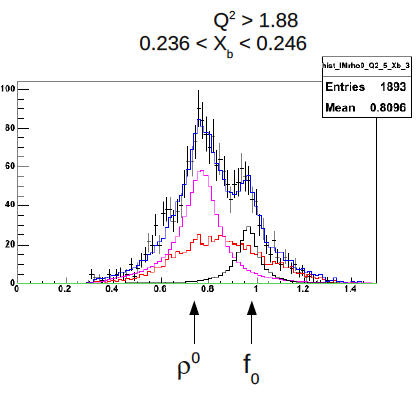 Q² > 1.88
0.236 < X_b < 0.246
hist_IMrho0_Q2_5_Xb_3
Entries 1893
Mean 0.8096
100
80
60
40
20
0
0 0.2 0.4 0.6 0.8 1 1.2 1.4
ρ⁰ f₀